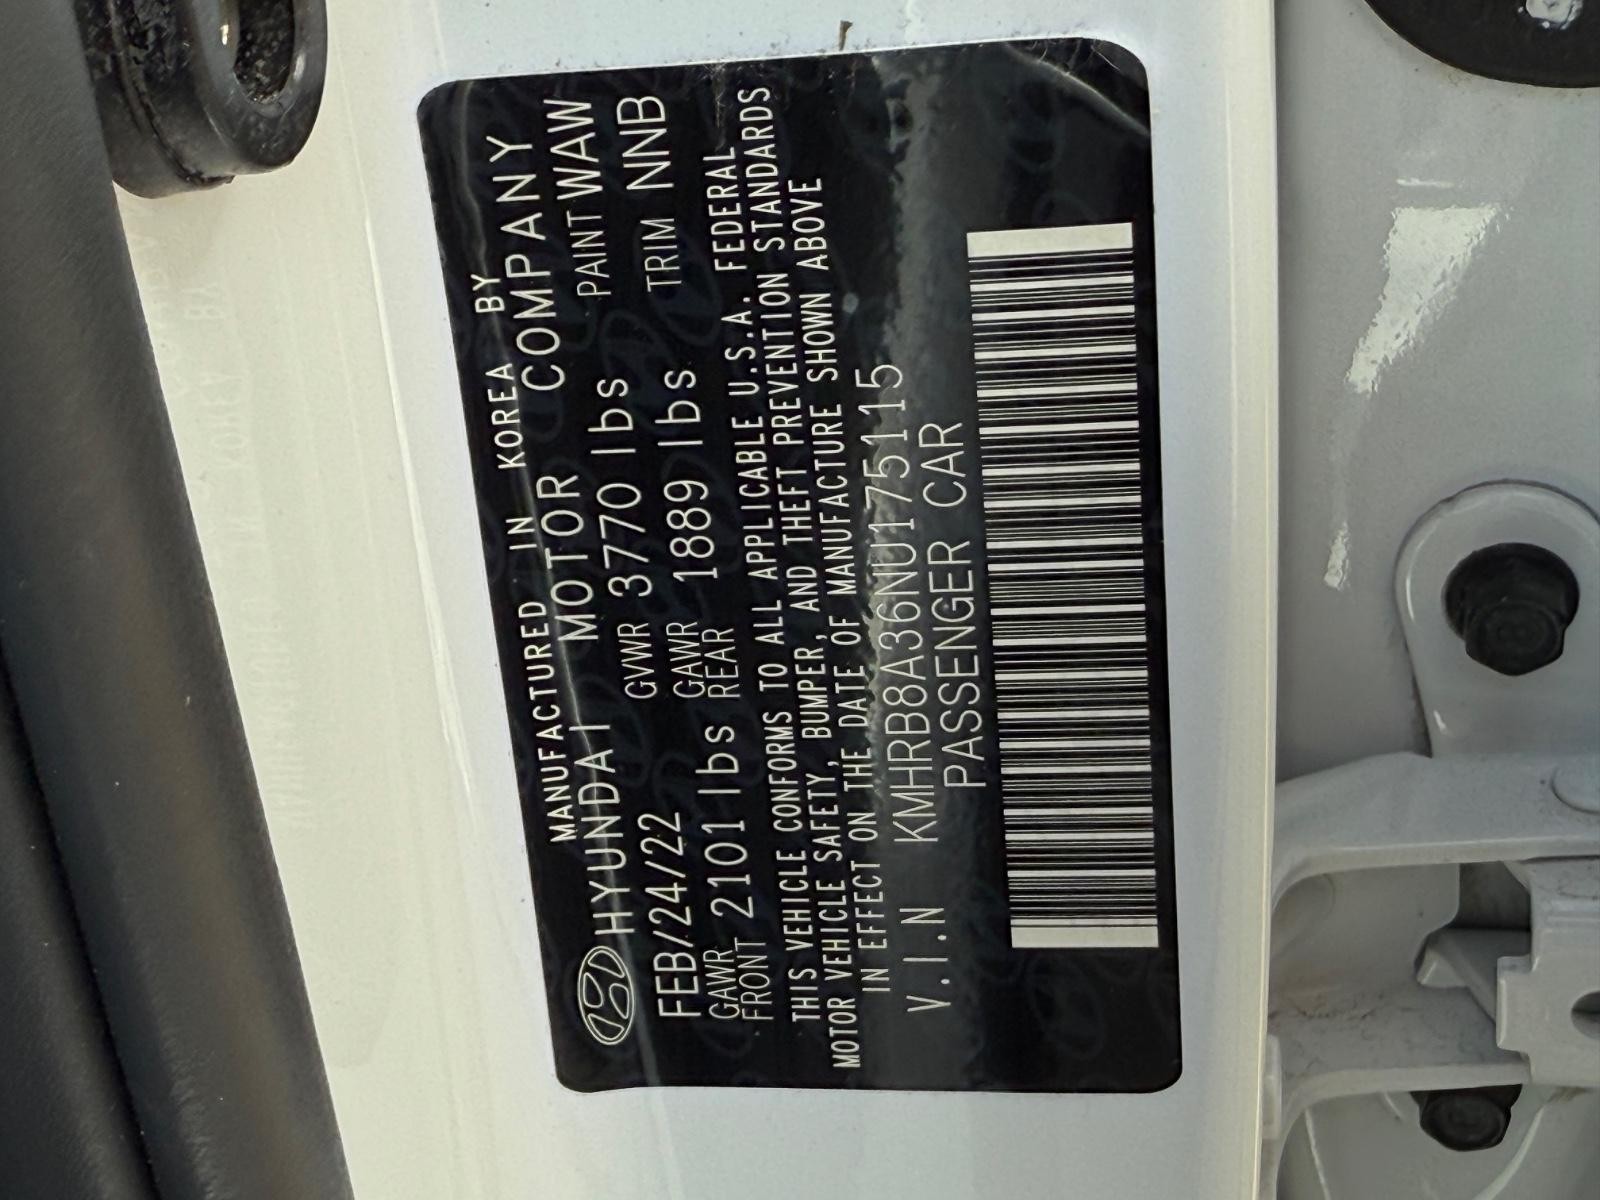 MANUFACTURED IN KOREA BY
HYUNDAI MOTOR COMPANY
FEB/24/22 GVWR 3770 lbs PAINT WAW
GAWR FRONT 2101 lbs GAWR REAR 1889 lbs TRIM NNB
THIS VEHICLE CONFORMS TO ALL APPLICABLE U.S.A. FEDERAL
MOTOR VEHICLE SAFETY, BUMPER, AND THEFT PREVENTION STANDARDS
IN EFFECT ON THE DATE OF MANUFACTURE SHOWN ABOVE
V.I.N KMHRB8A36NU175115
PASSENGER CAR